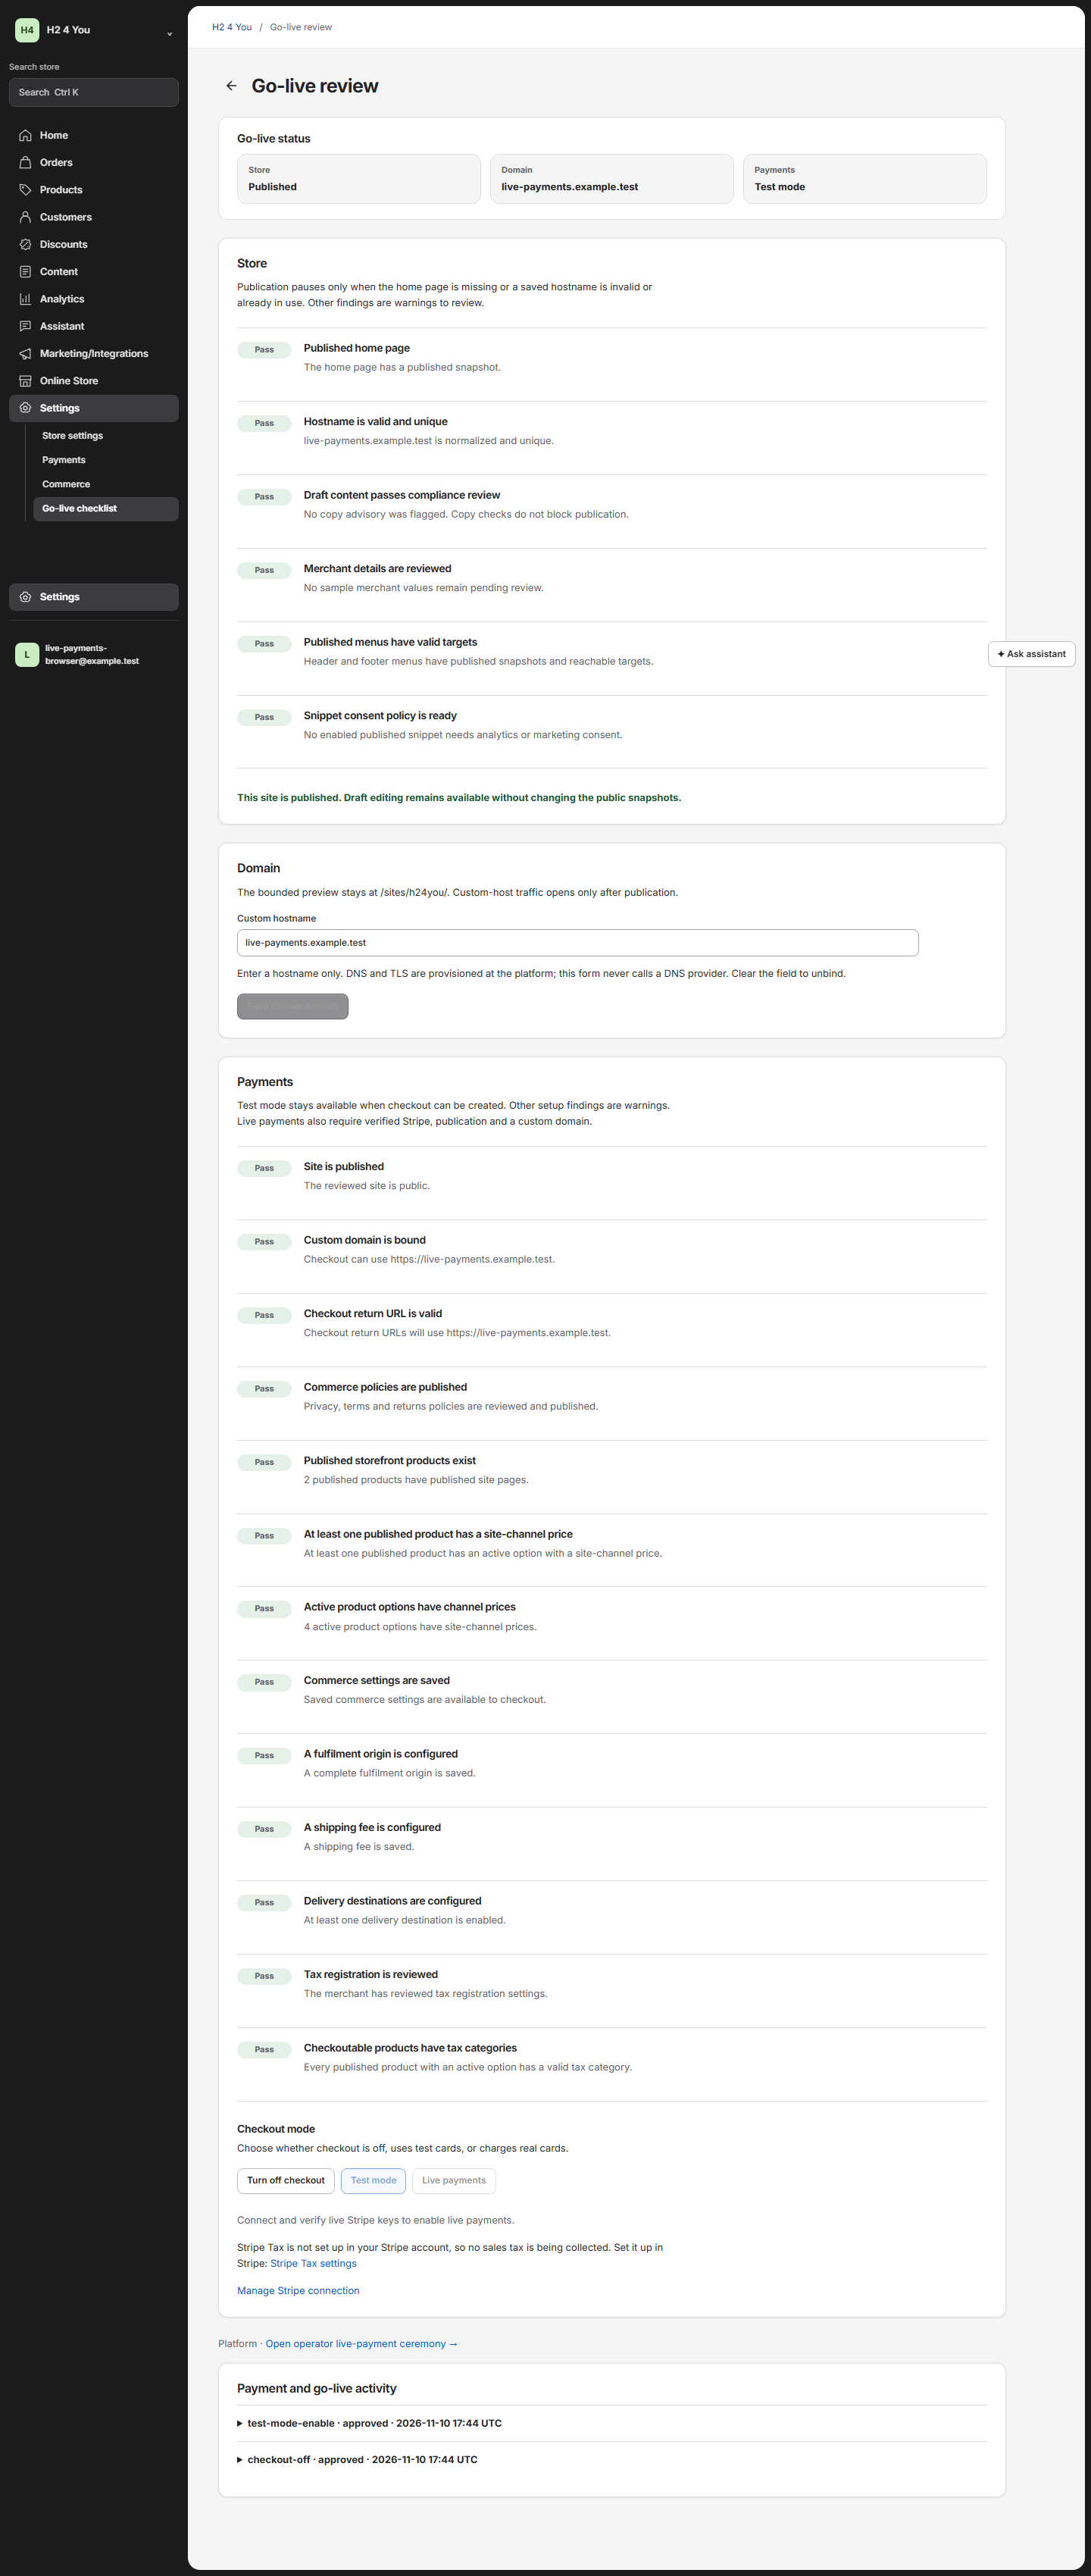 H4 H2 4 You
Search store
Search Ctrl K
Home
Orders
Products
Customers
Discounts
Content
Analytics
Assistant
Marketing/Integrations
Online Store
Settings
Store settings
Payments
Commerce
Go-live checklist
Settings
L
live-payments-
browser@example.test
H2 4 You / Go-live review
← Go-live review
Go-live status
Store
Published
Domain
live-payments.example.test
Payments
Test mode
Store
Publication pauses only when the home page is missing or a saved hostname is invalid or
already in use. Other findings are warnings to review.
Pass Published home page
The home page has a published snapshot.
Pass Hostname is valid and unique
live-payments.example.test is normalized and unique.
Pass Draft content passes compliance review
No copy advisory was flagged. Copy checks do not block publication.
Pass Merchant details are reviewed
No sample merchant values remain pending review.
Pass Published menus have valid targets
Header and footer menus have published snapshots and reachable targets.
✦ Ask assistant
Pass Snippet consent policy is ready
No enabled published snippet needs analytics or marketing consent.
This site is published. Draft editing remains available without changing the public snapshots.
Domain
The bounded preview stays at /sites/h24you/. Custom-host traffic opens only after publication.
Custom hostname
live-payments.example.test
Enter a hostname only. DNS and TLS are provisioned at the platform; this form never calls a DNS provider. Clear the field to unbind.
Payments
Test mode stays available when checkout can be created. Other setup findings are warnings.
Live payments also require verified Stripe, publication and a custom domain.
Pass Site is published
The reviewed site is public.
Pass Custom domain is bound
Checkout can use https://live-payments.example.test.
Pass Checkout return URL is valid
Checkout return URLs will use https://live-payments.example.test.
Pass Commerce policies are published
Privacy, terms and returns policies are reviewed and published.
Pass Published storefront products exist
2 published products have published site pages.
Pass At least one published product has a site-channel price
At least one published product has an active option with a site-channel price.
Pass Active product options have channel prices
4 active product options have site-channel prices.
Pass Commerce settings are saved
Saved commerce settings are available to checkout.
Pass A fulfilment origin is configured
A complete fulfilment origin is saved.
Pass A shipping fee is configured
A shipping fee is saved.
Pass Delivery destinations are configured
At least one delivery destination is enabled.
Pass Tax registration is reviewed
The merchant has reviewed tax registration settings.
Pass Checkoutable products have tax categories
Every published product with an active option has a valid tax category.
Checkout mode
Choose whether checkout is off, uses test cards, or charges real cards.
Turn off checkout Test mode Live payments
Connect and verify live Stripe keys to enable live payments.
Stripe Tax is not set up in your Stripe account, so no sales tax is being collected. Set it up in
Stripe: Stripe Tax settings
Manage Stripe connection
Platform · Open operator live-payment ceremony →
Payment and go-live activity
▶ test-mode-enable · approved · 2026-11-10 17:44 UTC
▶ checkout-off · approved · 2026-11-10 17:44 UTC